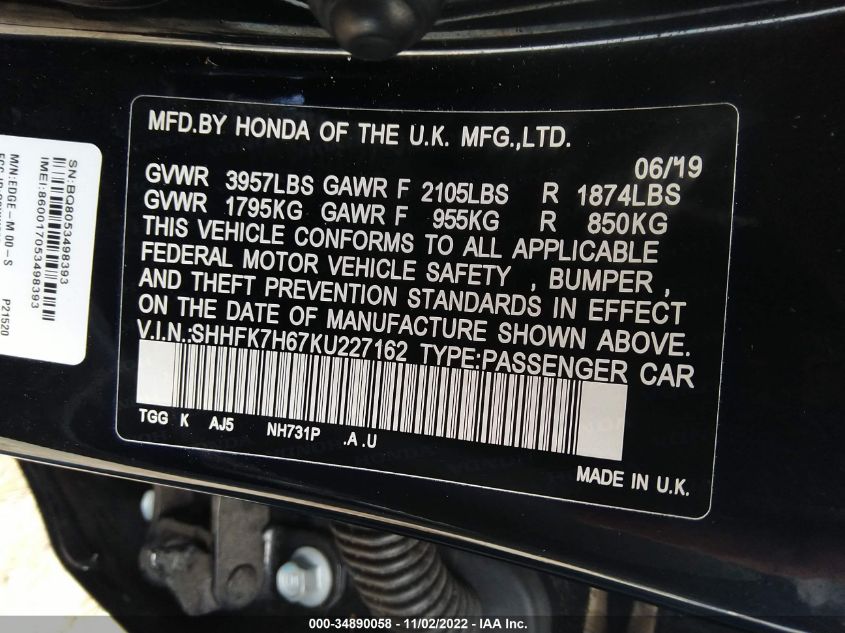 MFD.BY HONDA OF THE U.K. MFG.,LTD.
06/19
GVWR 3957LBS GAWR F 2105LBS R 1874LBS
GVWR 1795KG GAWR F 955KG R 850KG
THIS VEHICLE CONFORMS TO ALL APPLICABLE
FEDERAL MOTOR VEHICLE SAFETY , BUMPER ,
AND THEFT PREVENTION STANDARDS IN EFFECT
ON THE DATE OF MANUFACTURE SHOWN ABOVE.
V.I.N.:SHHFK7H67KU227162 TYPE:PASSENGER CAR
TGG K AJ5 NH731P .A .U
MADE IN U.K.
SN:BQ8053498393
IMEI:860017053498393
M/N:EDGE-M 00-S
P21520
000-34890058 - 11/02/2022 - IAA Inc.